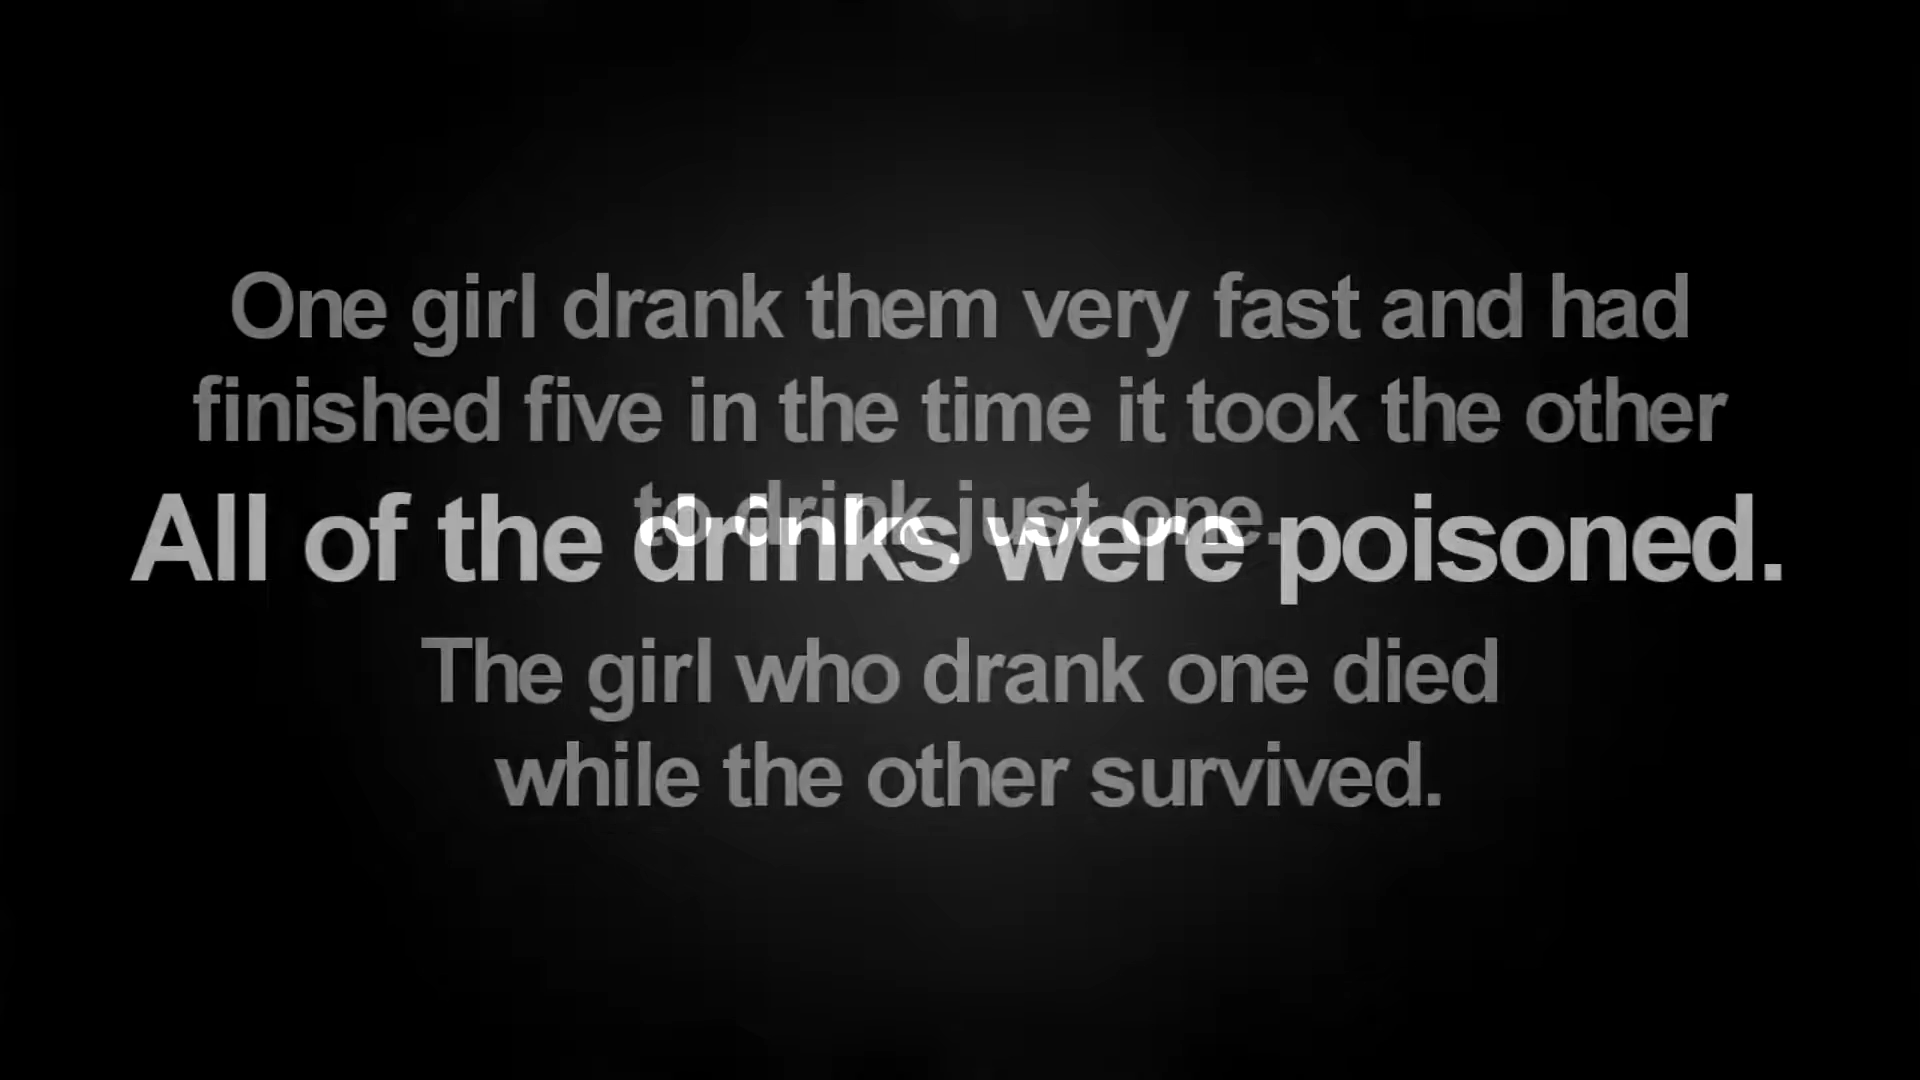 One girl drank them very fast and had
finished five in the time it took the other
to drink just one.
All of the drinks were poisoned.
The girl who drank one died
while the other survived.